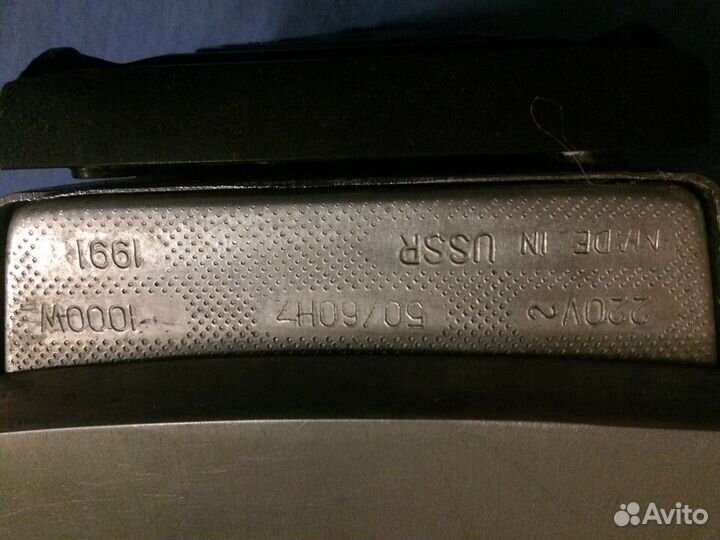 220V~ 50/60HZ 1000W
MADE IN USSR 1991
Avito